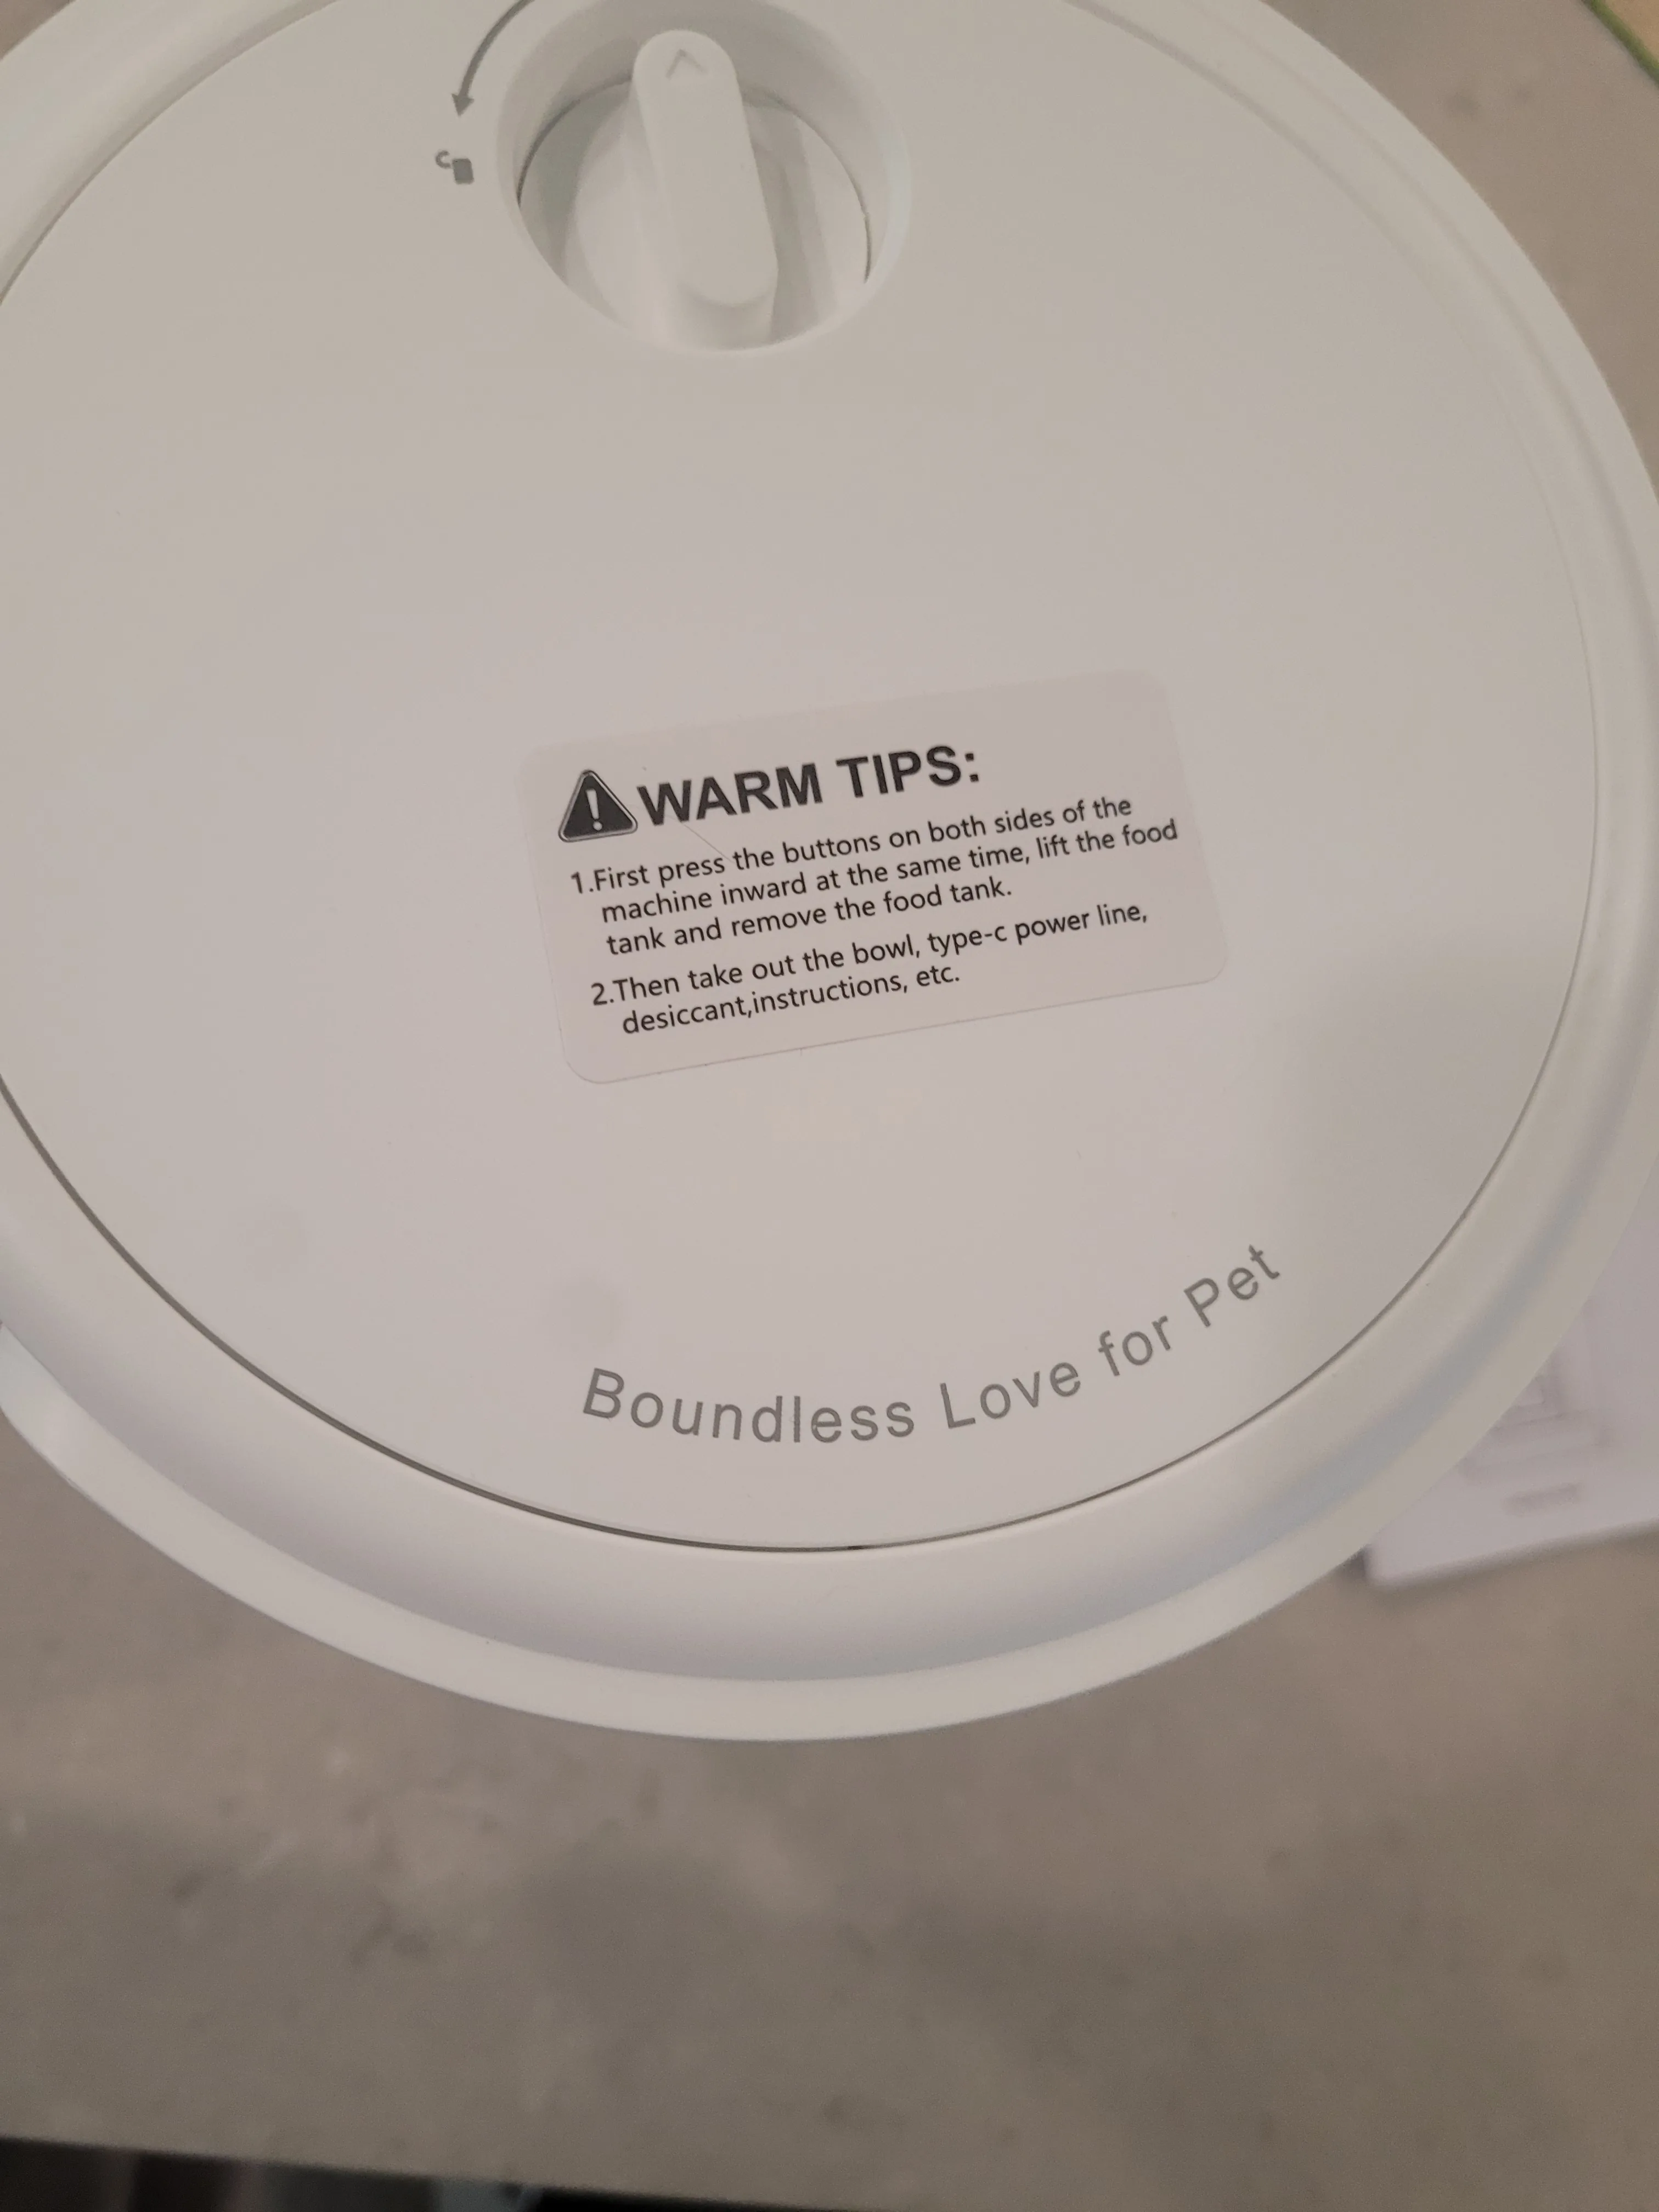 WARM TIPS:
1.First press the buttons on both sides of the
machine inward at the same time, lift the food
tank and remove the food tank.
2.Then take out the bowl, type-c power line,
desiccant,instructions, etc.
Boundless Love for Pet